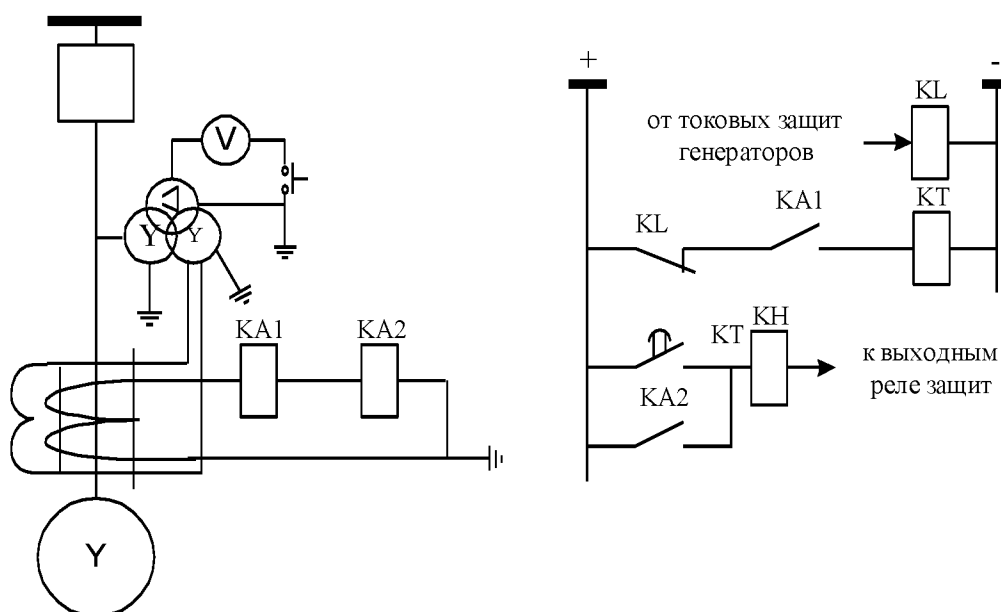 V
Y
Y
KA1
KA2
Y
+
-
KL
от токовых защит
генераторов
KL
KA1
KT
KT
KH
к выходным
реле защит
KA2